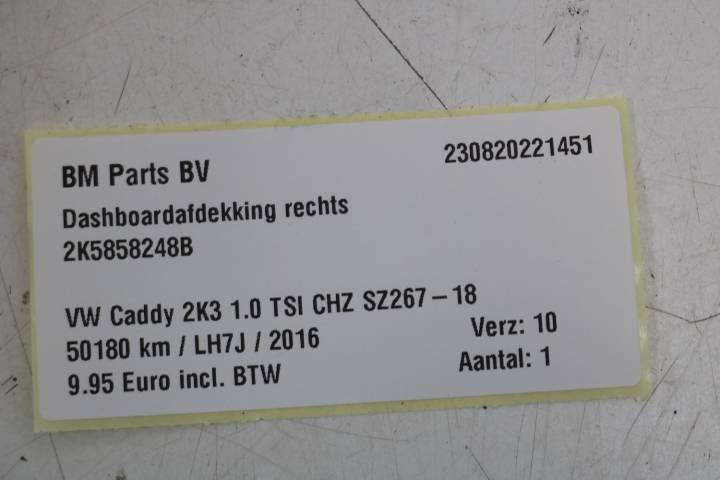 BM Parts BV 230820221451
Dashboardafdekking rechts
2K5858248B
VW Caddy 2K3 1.0 TSI CHZ SZ267-18
50180 km / LH7J / 2016 Verz: 10
9.95 Euro incl. BTW Aantal: 1